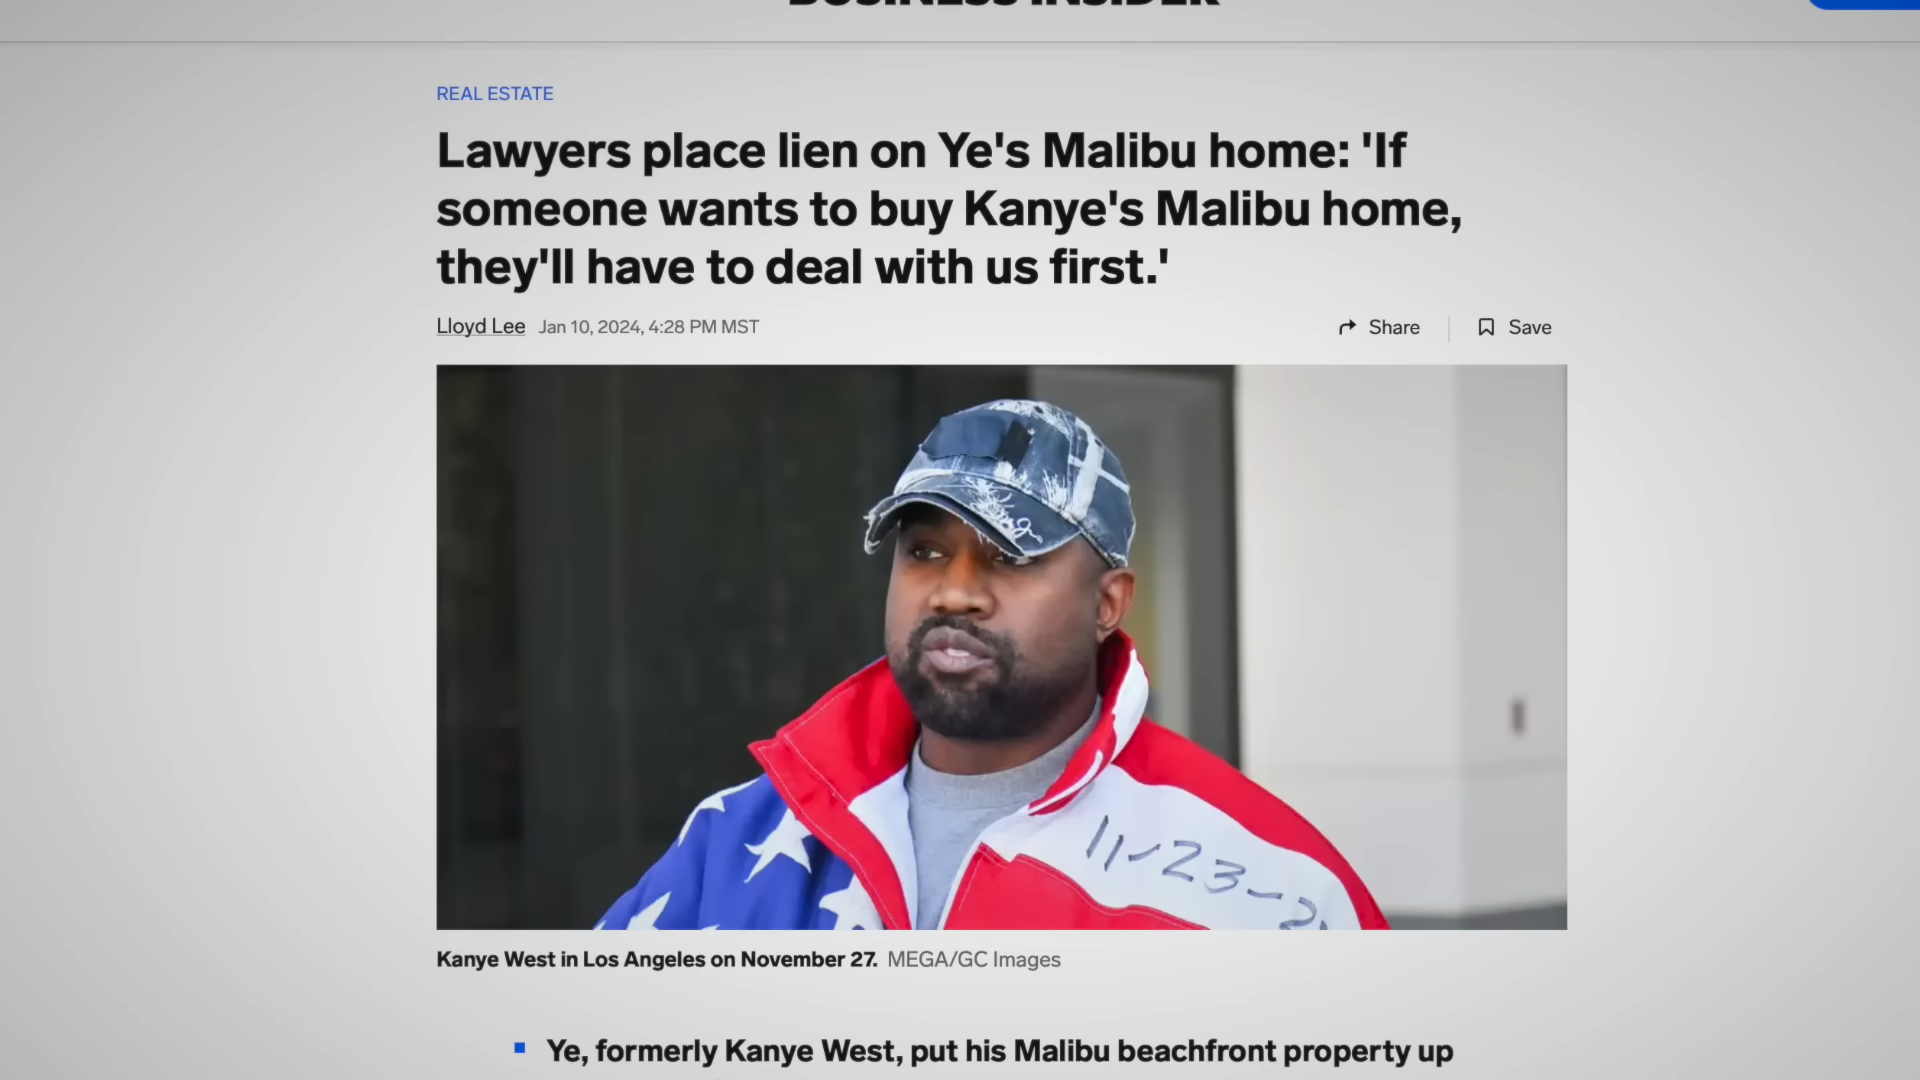 BUSINESS INSIDER
REAL ESTATE
Lawyers place lien on Ye's Malibu home: 'If
someone wants to buy Kanye's Malibu home,
they'll have to deal with us first.'
Lloyd Lee Jan 10, 2024, 4:28 PM MST
Share
Save
11-23-2
Kanye West in Los Angeles on November 27. MEGA/GC Images
Ye, formerly Kanye West, put his Malibu beachfront property up